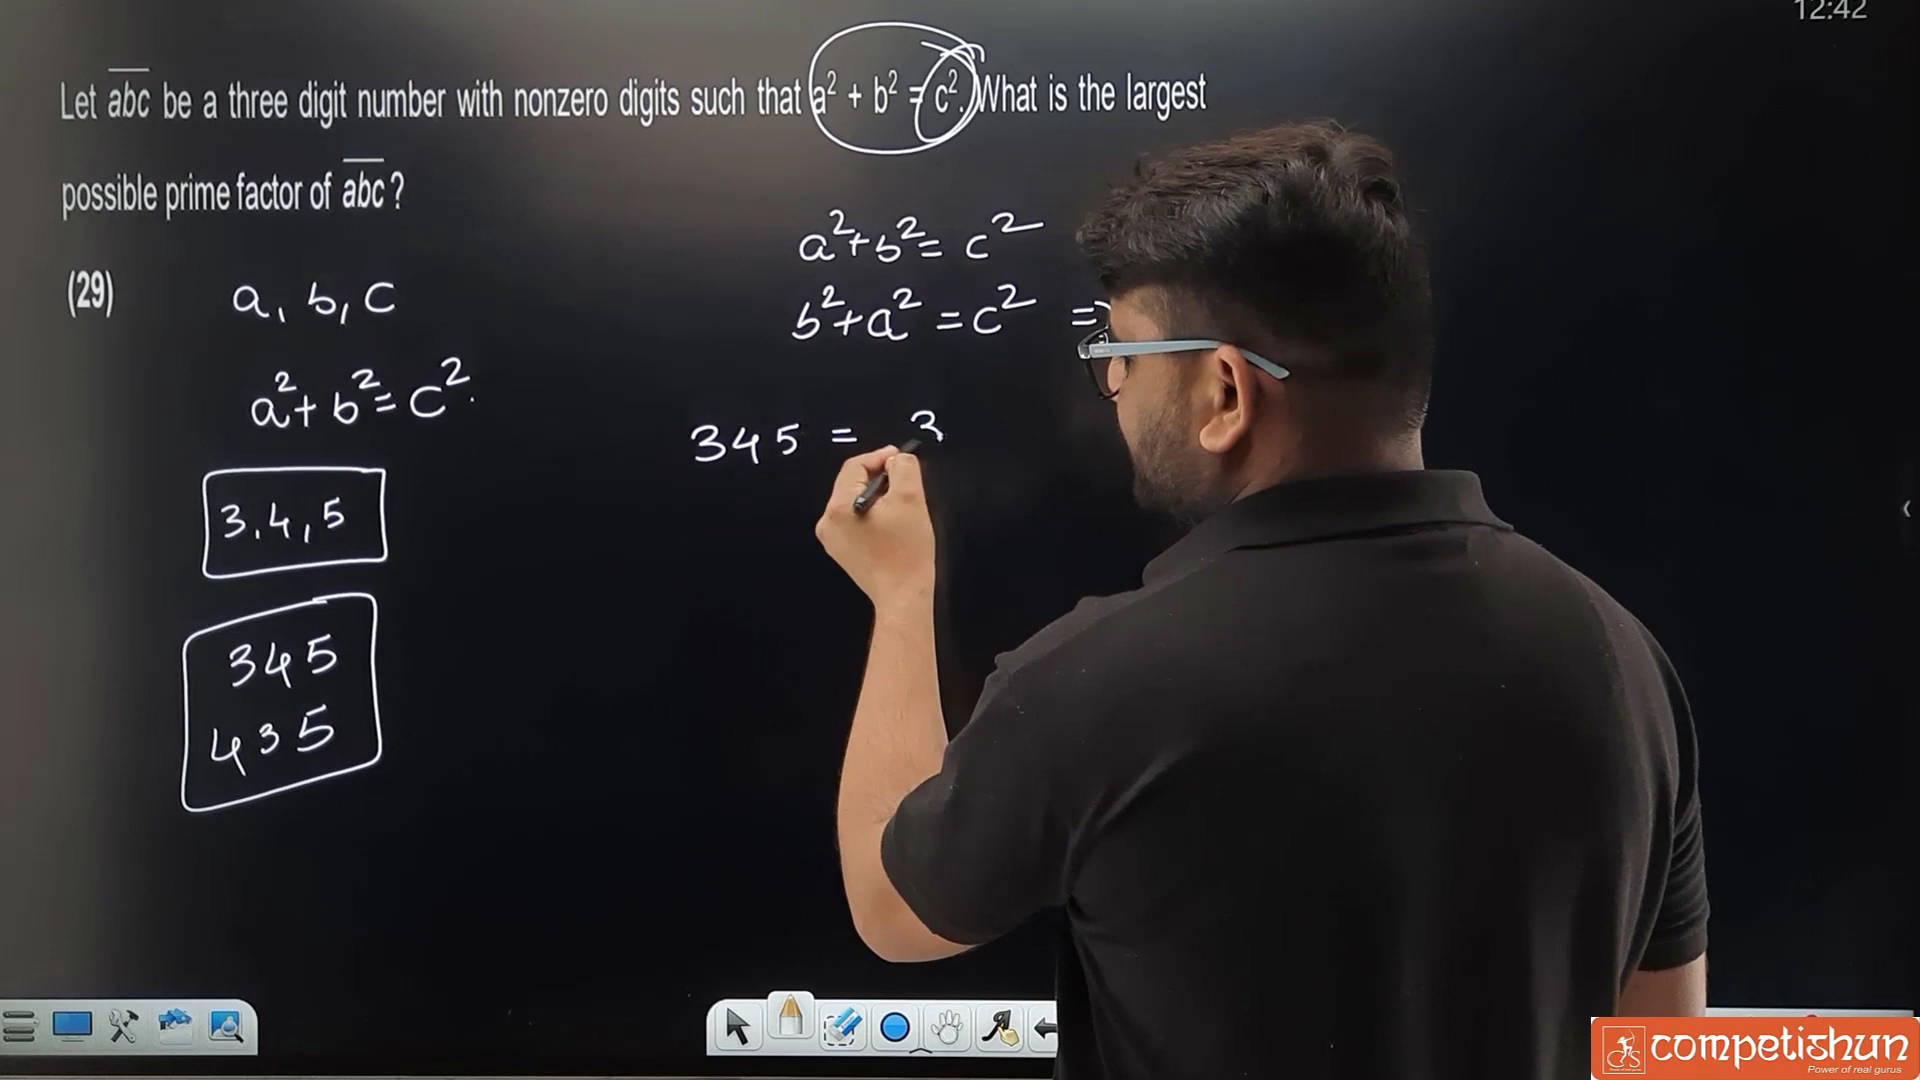 12:42
Let abc be a three digit number with nonzero digits such that a² + b² = c². What is the largest
possible prime factor of abc?
(29)
a, b, c
a² + b² = c².
3.4,5
345
435
a² + b² = c²
b² + a² = c² =>
345 = 3
competishun
Power of real gurus